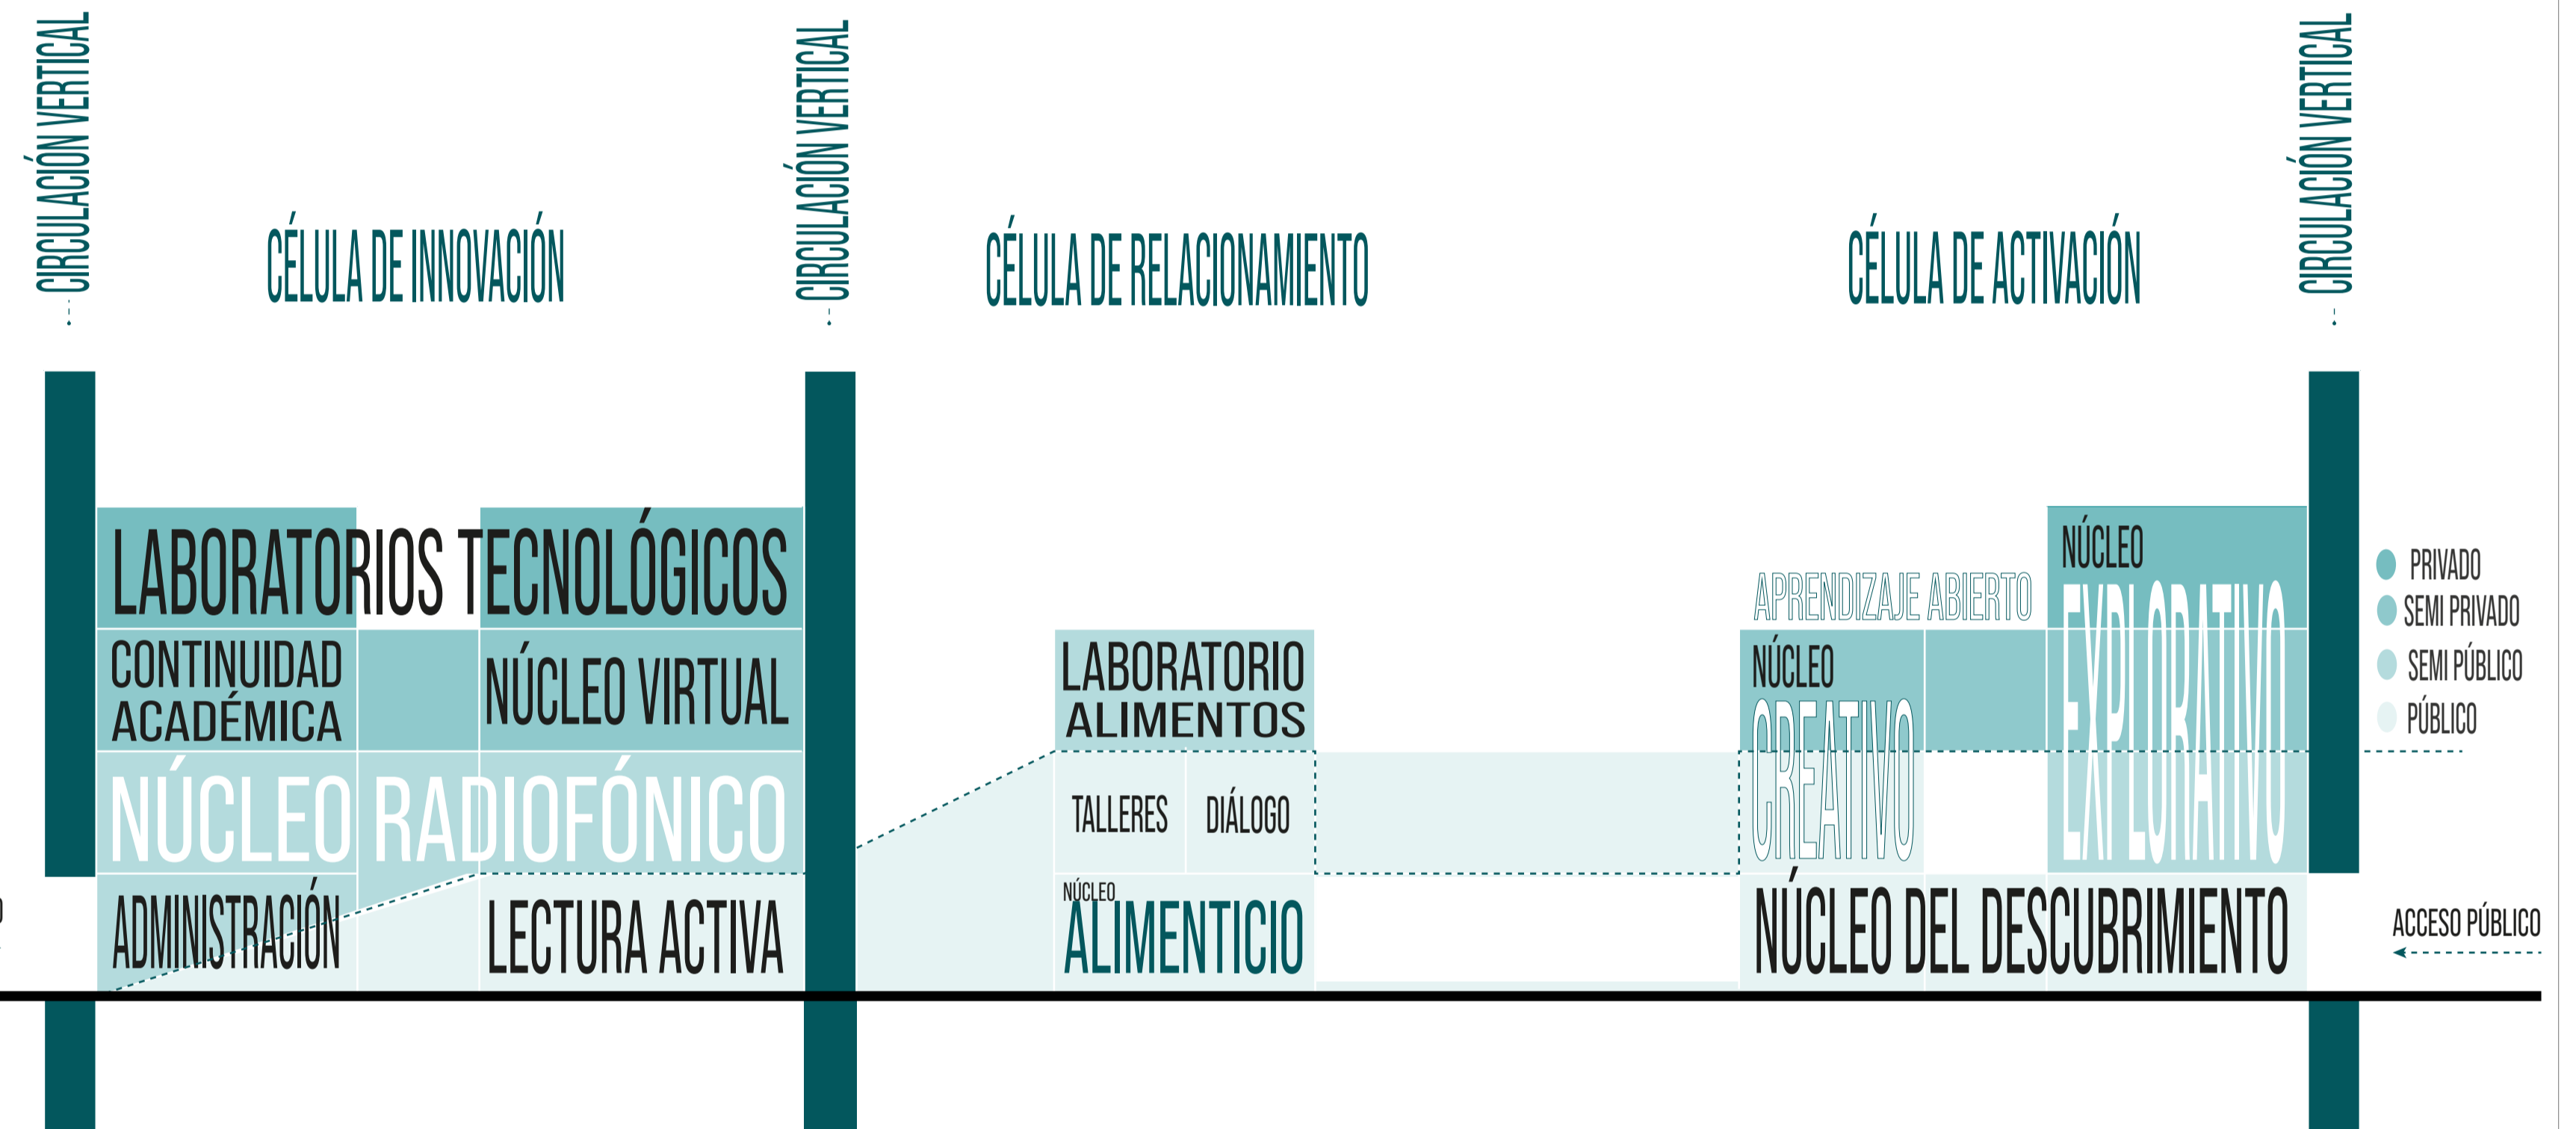 CIRCULACIÓN VERTICAL
CIRCULACIÓN VERTICAL
CIRCULACIÓN VERTICAL
CÉLULA DE INNOVACIÓN
CÉLULA DE RELACIONAMIENTO
CÉLULA DE ACTIVACIÓN
LABORATORIOS TECNOLÓGICOS
CONTINUIDAD
ACADÉMICA
NÚCLEO VIRTUAL
NÚCLEO RADIOFÓNICO
ADMINISTRACIÓN
LECTURA ACTIVA
LABORATORIO
ALIMENTOS
TALLERES
DIÁLOGO
NÚCLEO
ALIMENTICIO
APRENDIZAJE ABIERTO
NÚCLEO
CREATIVO
NÚCLEO
EXPLORATIVO
NÚCLEO DEL DESCUBRIMIENTO
PRIVADO
SEMI PRIVADO
SEMI PÚBLICO
PÚBLICO
ACCESO PÚBLICO